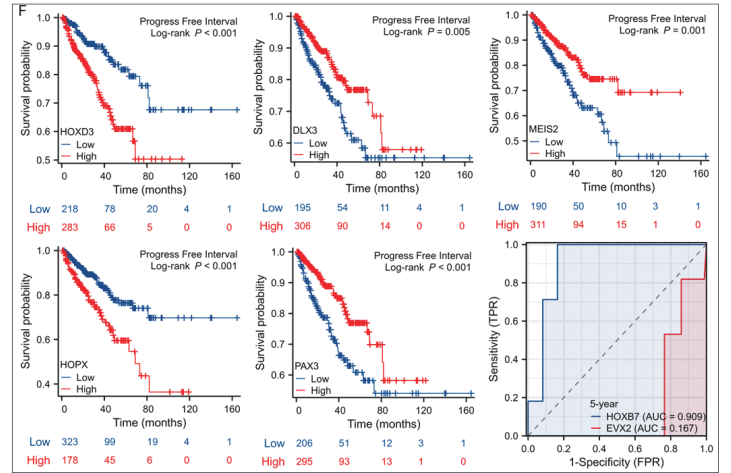 F
Progress Free Interval
Log-rank P < 0.001
Survival probability
1.0
0.9
0.8
0.7
0.6
0.5
HOXD3
Low
High
0 40 80 120 160
Time (months)
Low 218 78 20 4 1
High 283 66 5 0 0
Progress Free Interval
Log-rank P = 0.005
Survival probability
1.0
0.9
0.8
0.7
0.6
DLX3
Low
High
0 40 80 120 160
Time (months)
Low 195 54 11 4 1
High 306 90 14 0 0
Progress Free Interval
Log-rank P = 0.001
Survival probability
1.0
0.9
0.8
0.7
0.6
0.5
MEIS2
Low
High
0 40 80 120 160
Time (months)
Low 190 50 10 3 1
High 311 94 15 1 0
Progress Free Interval
Log-rank P < 0.001
Survival probability
1.0
0.8
0.6
0.4
HOPX
Low
High
0 40 80 120 160
Time (months)
Low 323 99 19 4 1
High 178 45 6 0 0
Progress Free Interval
Log-rank P < 0.001
Survival probability
1.0
0.9
0.8
0.7
0.6
PAX3
Low
High
0 40 80 120 160
Time (months)
Low 206 51 12 3 1
High 295 93 13 1 0
Sensitivity (TPR)
1.0
0.8
0.6
0.4
0.2
0.0
5-year
HOXB7 (AUC = 0.909)
EVX2 (AUC = 0.167)
0.0 0.2 0.4 0.6 0.8 1.0
1-Specificity (FPR)